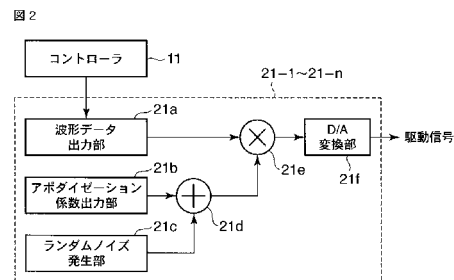 図2
コントローラ
11
21-1～21-n
21a
波形データ
出力部
21e
D/A
変換部
21f
駆動信号
21b
アポダイゼーション
係数出力部
21d
21c
ランダムノイズ
発生部